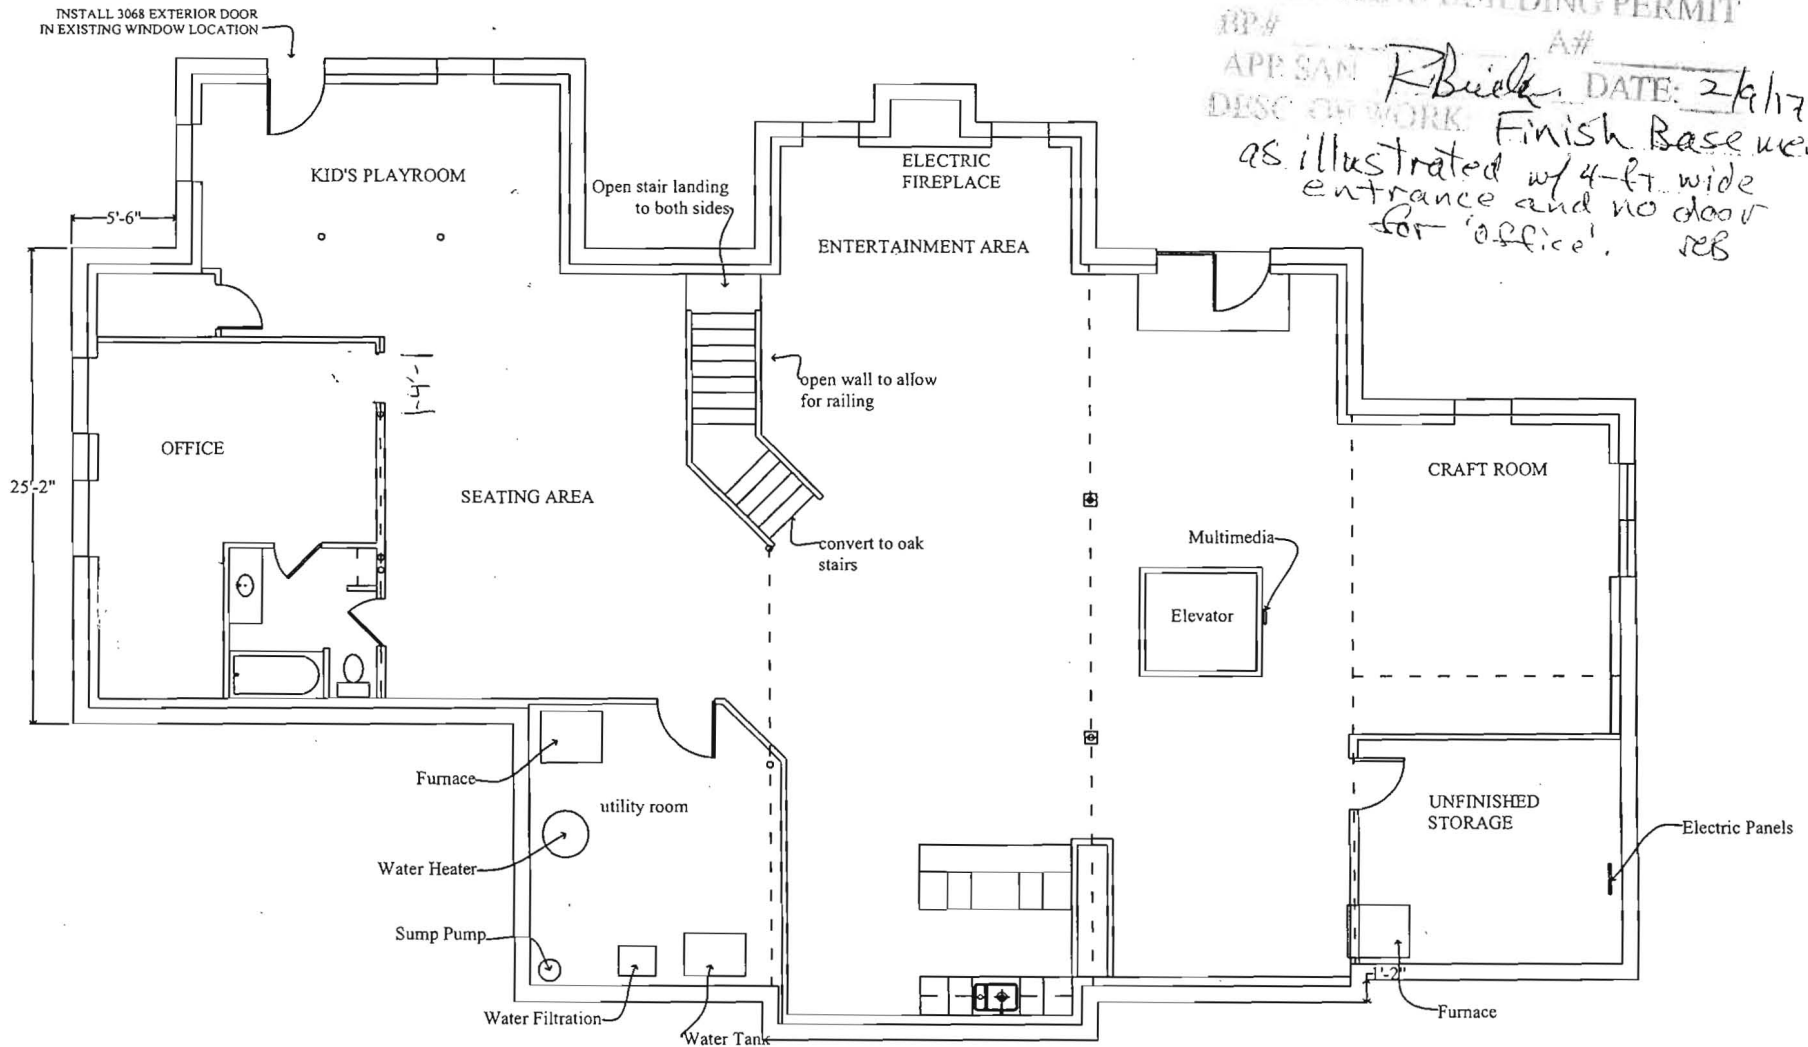 INSTALL 3068 EXTERIOR DOOR
IN EXISTING WINDOW LOCATION
BUILDING PERMIT
BP# A#
APP. SAN DATE: 2/9/17
DESC OF WORK: Finish Baseme
as illustrated w/ 4-ft wide
entrance and no door
for 'office'.
KID'S PLAYROOM
5'-6"
Open stair landing
to both sides
ELECTRIC
FIREPLACE
ENTERTAINMENT AREA
4'
open wall to allow
for railing
OFFICE
25'-2"
SEATING AREA
CRAFT ROOM
convert to oak
stairs
Multimedia
Elevator
Furnace
utility room
Water Heater
UNFINISHED
STORAGE
Electric Panels
Sump Pump
Water Filtration
Water Tank
1'-2"
Furnace